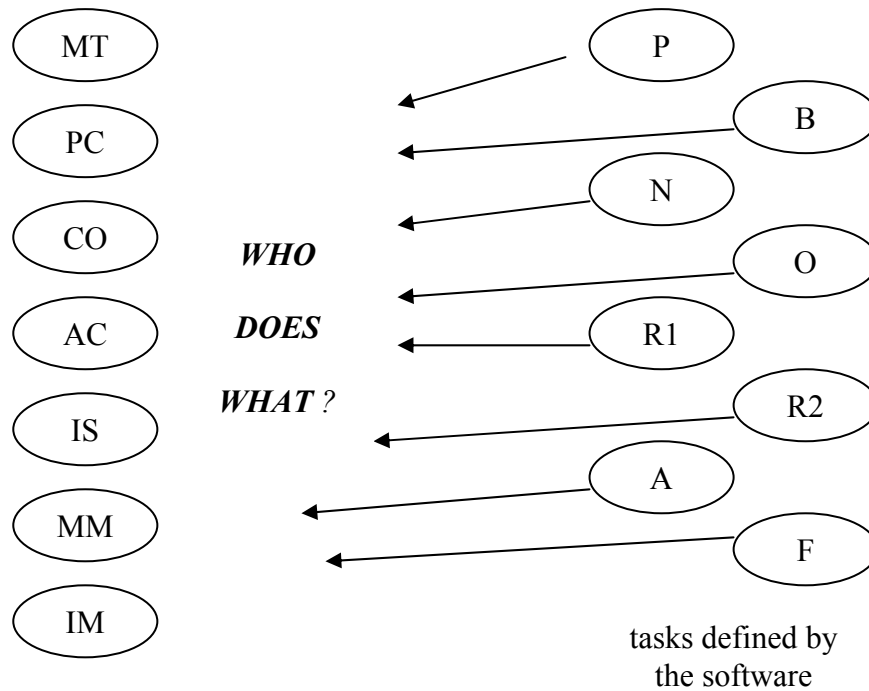 MT
PC
CO
AC
IS
MM
IM
WHO
DOES
WHAT ?
P
B
N
O
R1
R2
A
F
tasks defined by
the software